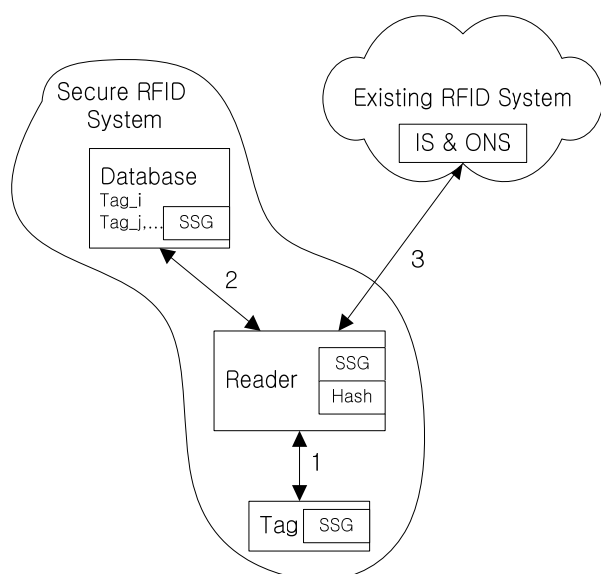 Secure RFID
System
Existing RFID System
IS & ONS
Database
Tag_i
Tag_j,...
SSG
2
3
Reader
SSG
Hash
1
Tag
SSG